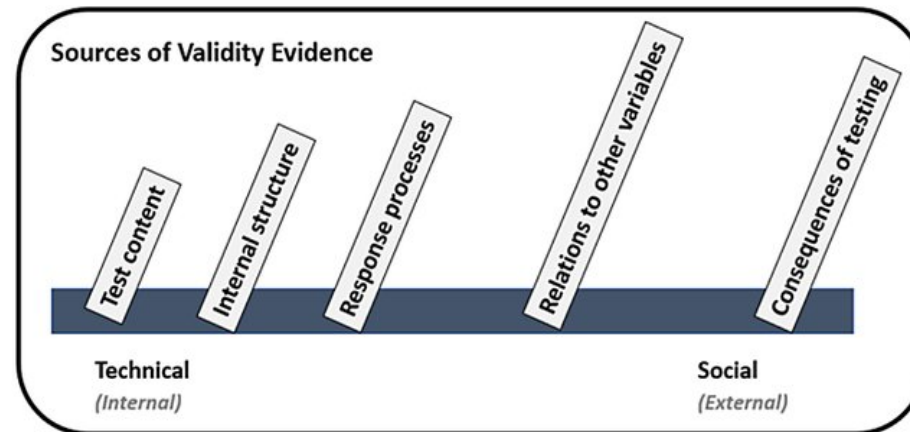 Sources of Validity Evidence
Test content
Internal structure
Response processes
Relations to other variables
Consequences of testing
Technical
(Internal)
Social
(External)